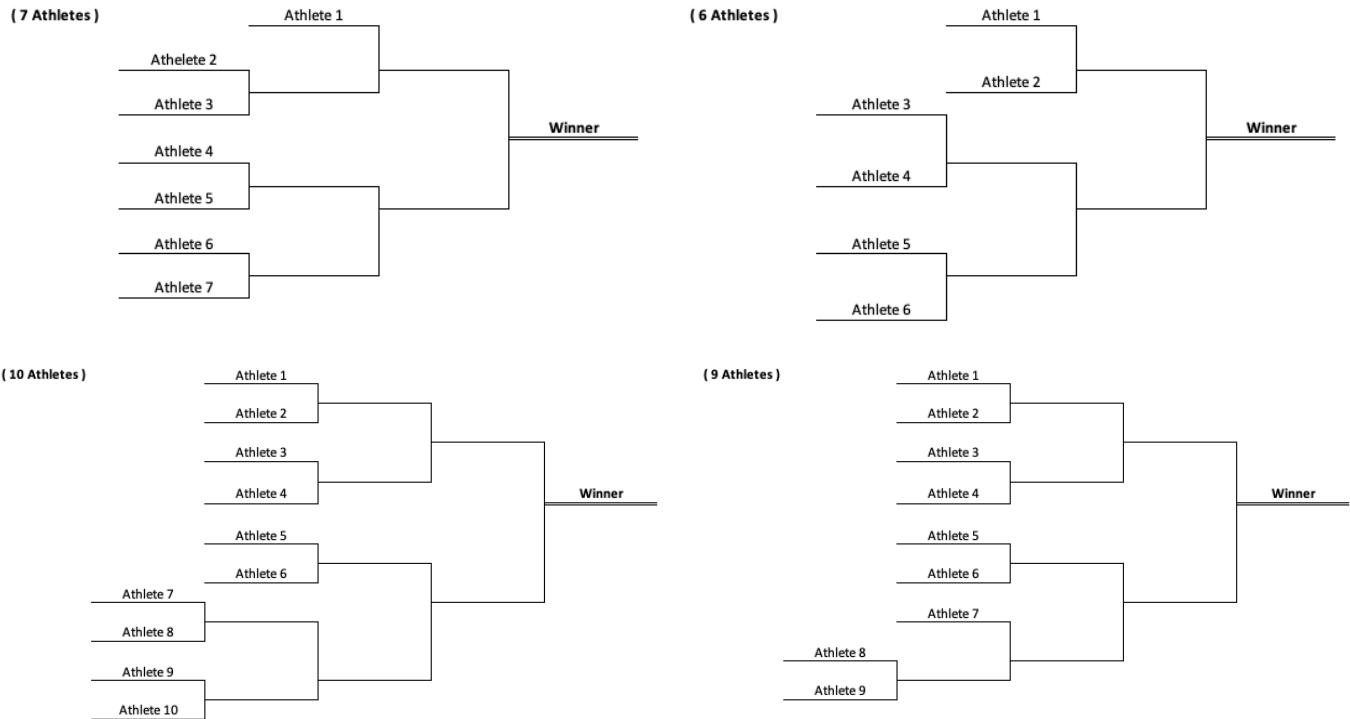 ( 7 Athletes )
Athlete 1
Athelete 2
Athlete 3
Winner
Athlete 4
Athlete 5
Athlete 6
Athlete 7
( 6 Athletes )
Athlete 1
Athlete 2
Athlete 3
Winner
Athlete 4
Athlete 5
Athlete 6
( 10 Athletes )
Athlete 1
Athlete 2
Athlete 3
Athlete 4
Winner
Athlete 5
Athlete 6
Athlete 7
Athlete 8
Athlete 9
Athlete 10
( 9 Athletes )
Athlete 1
Athlete 2
Athlete 3
Athlete 4
Winner
Athlete 5
Athlete 6
Athlete 7
Athlete 8
Athlete 9